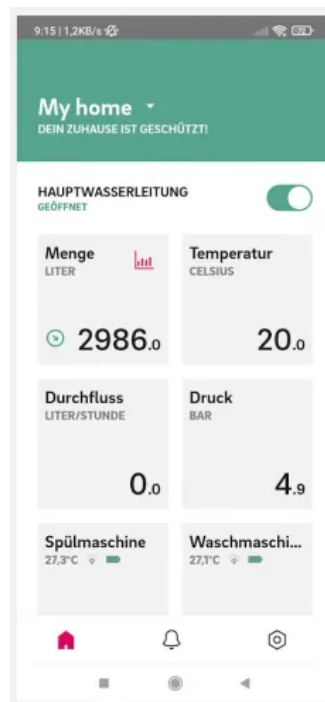 9:15 | 1,2KB/s
72
My home
DEIN ZUHAUSE IST GESCHÜTZT!
HAUPTWASSERLEITUNG
GEÖFFNET
Menge
LITER
2986.0
Temperatur
CELSIUS
20.0
Durchfluss
LITER/STUNDE
0.0
Druck
BAR
4.9
Spülmaschine
27,3°C
Waschmaschi...
27,1°C